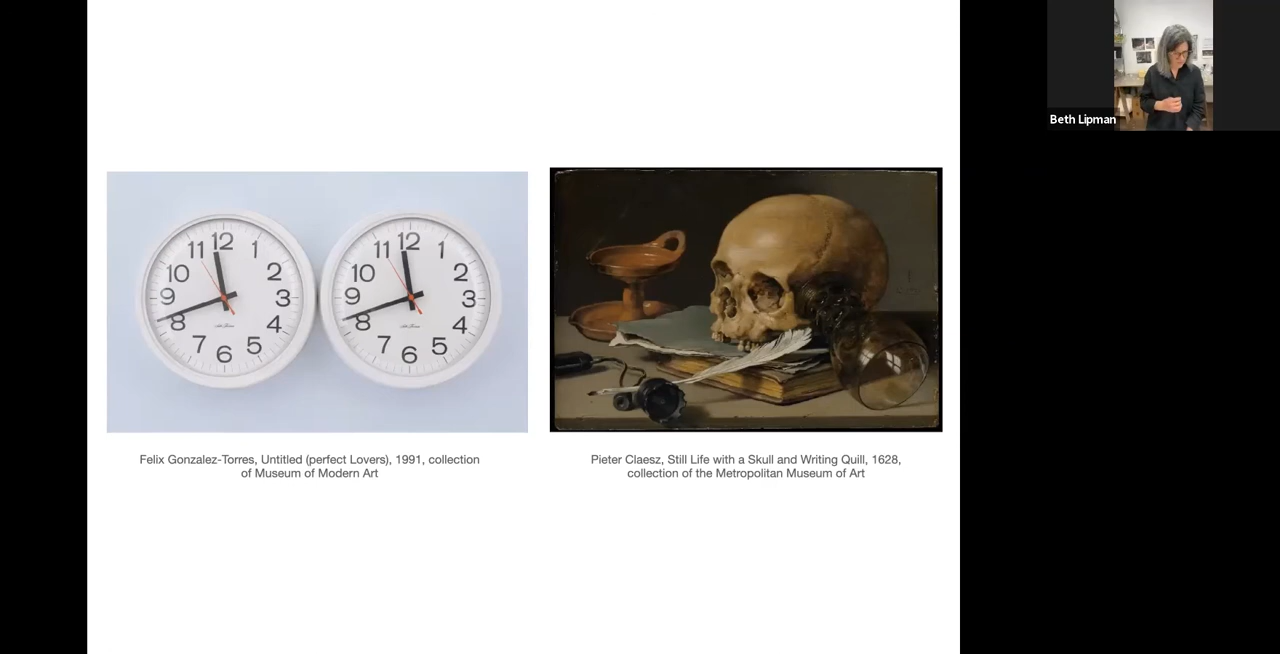 Beth Lipman
11 12 1
10 2
9 3
8 4
7 6 5
11 12 1
10 2
9 3
8 4
7 6 5
Felix Gonzalez-Torres, Untitled (perfect Lovers), 1991, collection
of Museum of Modern Art
Pieter Claesz, Still Life with a Skull and Writing Quill, 1628,
collection of the Metropolitan Museum of Art